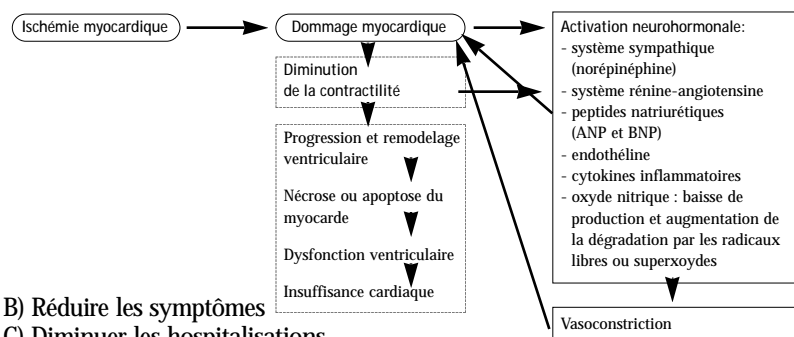 Ischémie myocardique
Dommage myocardique
Diminution
de la contractilité
Progression et remodelage
ventriculaire
Nécrose ou apoptose du
myocarde
Dysfonction ventriculaire
Insuffisance cardiaque
Activation neurohormonale:
- système sympathique
(norépinéphine)
- système rénine-angiotensine
- peptides natriurétiques
(ANP et BNP)
- endothéline
- cytokines inflammatoires
- oxyde nitrique : baisse de
production et augmentation de
la dégradation par les radicaux
libres ou superxoydes
Vasoconstriction
B) Réduire les symptômes
C) Diminuer les hospitalisations